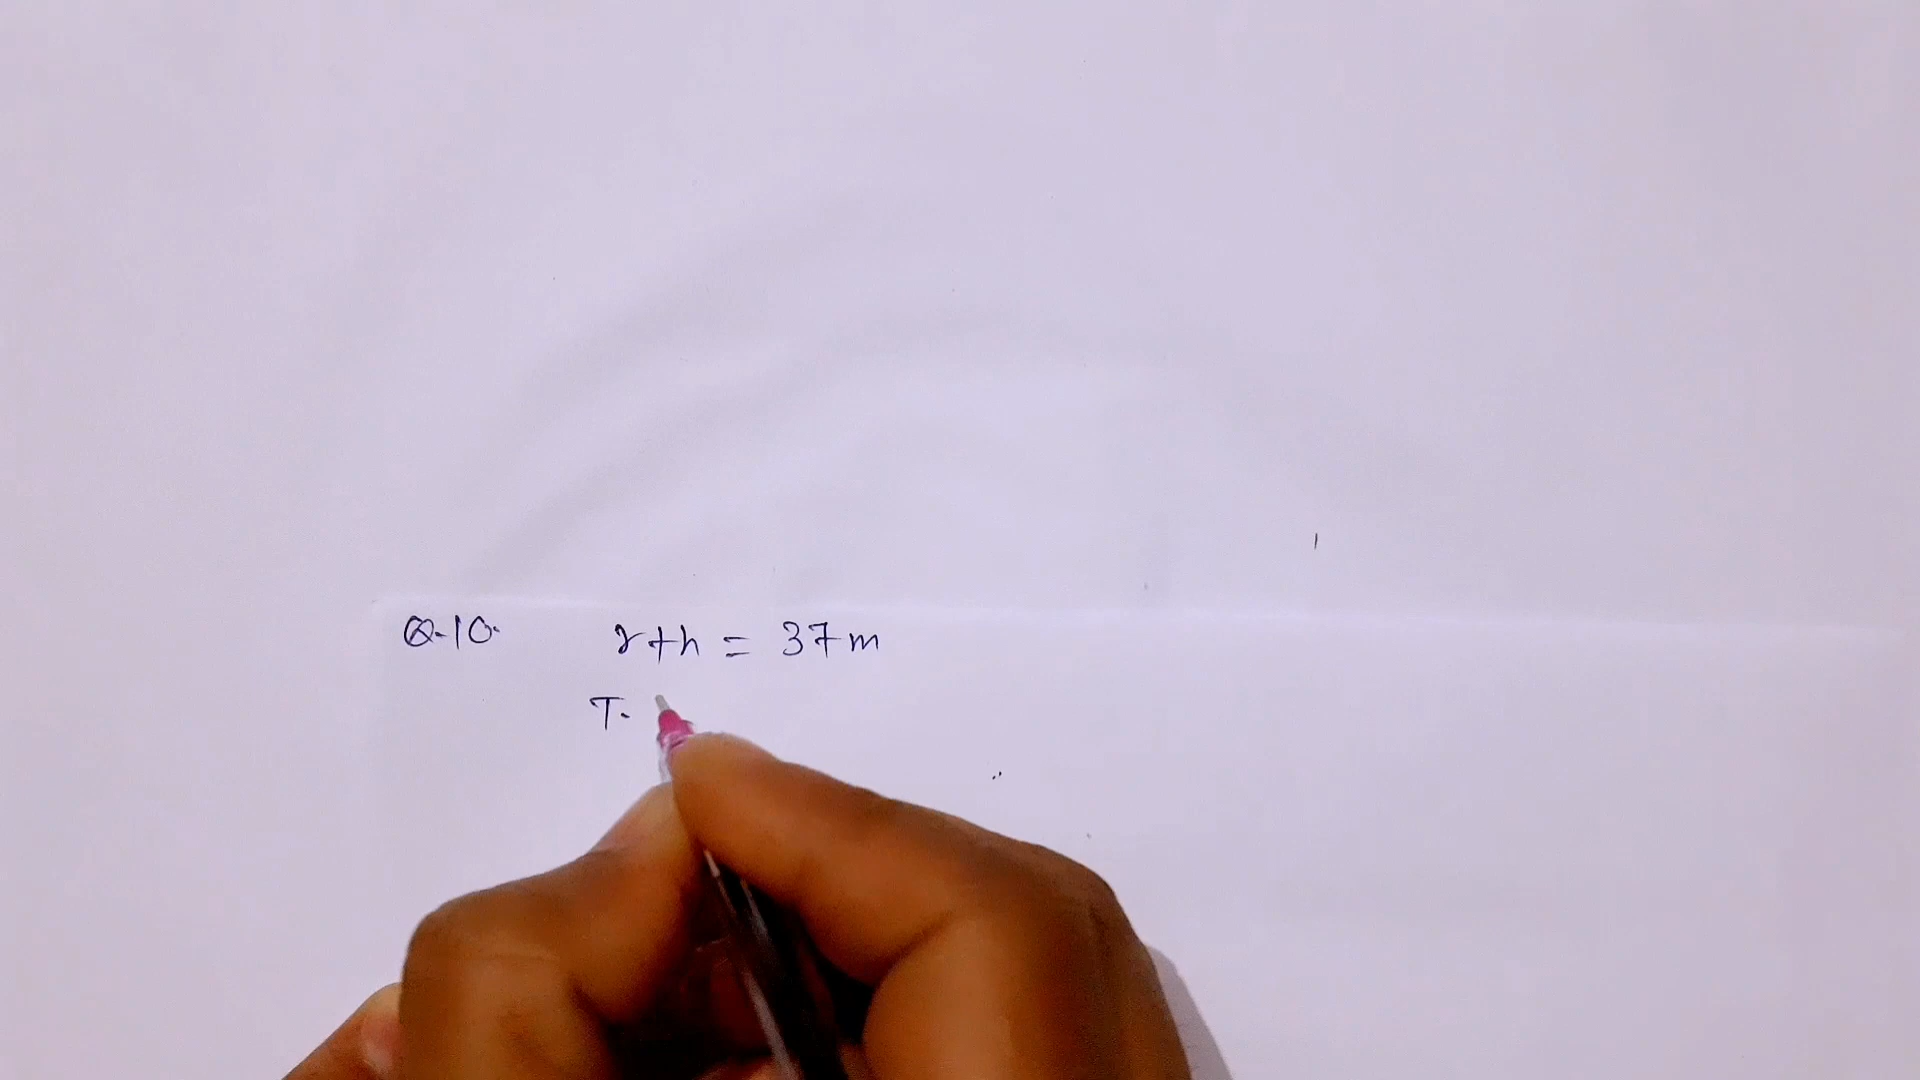 Q.10. r+h = 37m
T.